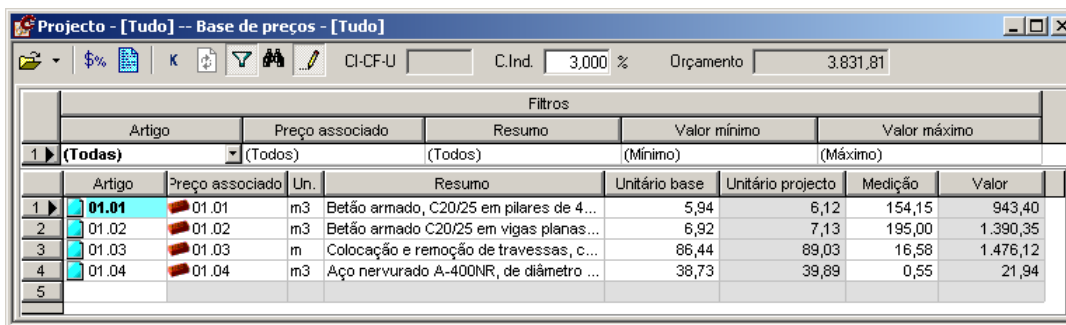 Projecto - [Tudo] -- Base de preços - [Tudo]
$% K CI-CF-U C.Ind. 3,000 % Orçamento 3.831,81
Filtros
Artigo Preço associado Resumo Valor mínimo Valor máximo
1 (Todas) (Todos) (Todos) (Mínimo) (Máximo)
Artigo Preço associado Un. Resumo Unitário base Unitário projecto Medição Valor
1 01.01 01.01 m3 Betão armado, C20/25 em pilares de 4... 5,94 6,12 154,15 943,40
2 01.02 01.02 m3 Betão armado C20/25 em vigas planas... 6,92 7,13 195,00 1.390,35
3 01.03 01.03 m Colocação e remoção de travessas, c... 86,44 89,03 16,58 1.476,12
4 01.04 01.04 m3 Aço nervurado A-400NR, de diâmetro ... 38,73 39,89 0,55 21,94
5